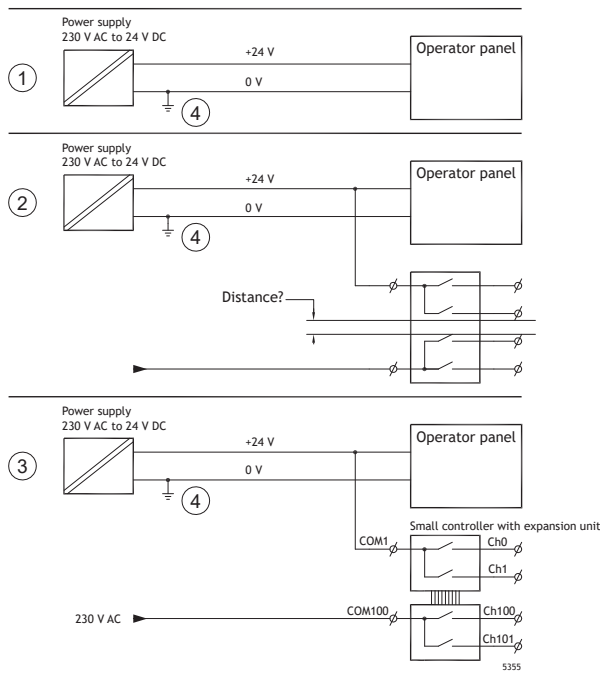 Power supply
230 V AC to 24 V DC
+24 V
Operator panel
1
0 V
4
Power supply
230 V AC to 24 V DC
+24 V
Operator panel
2
0 V
4
Distance?
Power supply
230 V AC to 24 V DC
+24 V
Operator panel
3
0 V
4
Small controller with expansion unit
COM1
Ch0
Ch1
230 V AC
COM100
Ch100
Ch101
5355